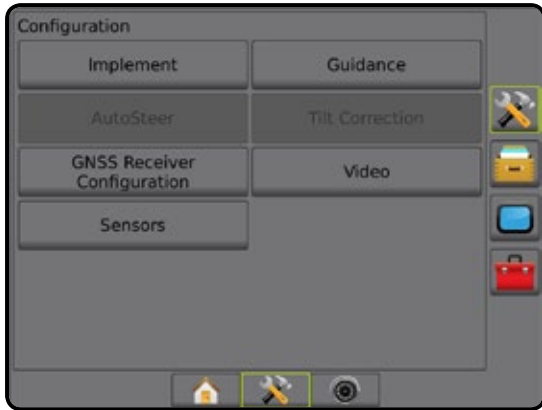 Configuration
Implement
Guidance
AutoSteer
Tilt Correction
GNSS Receiver
Configuration
Video
Sensors